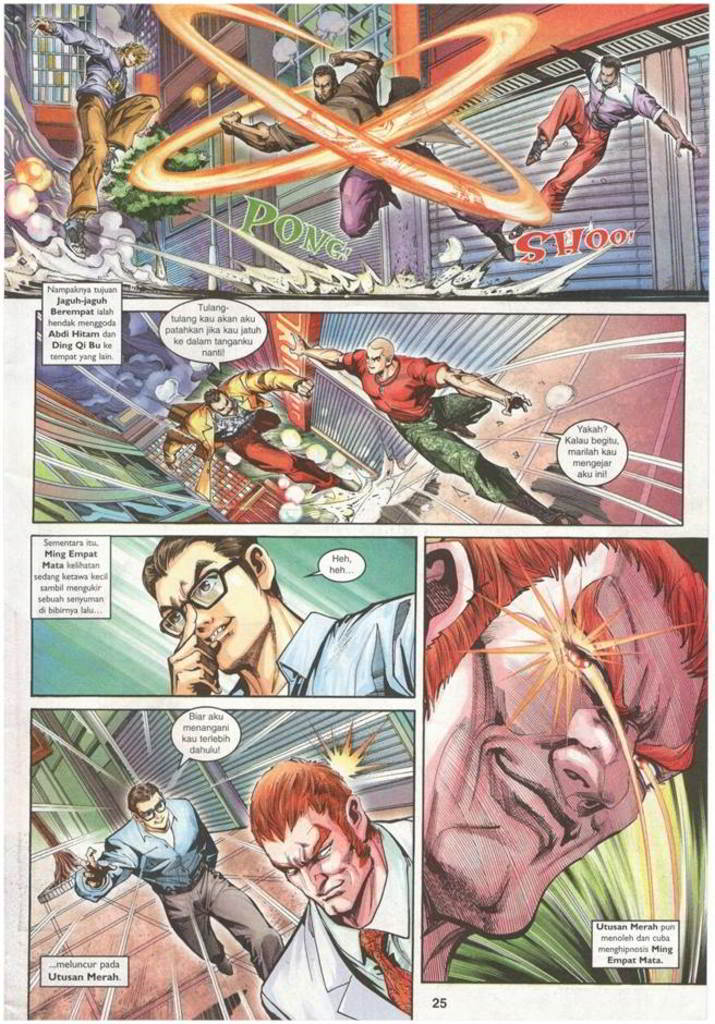 PONG!
SHOO!
Nampaknya tujuan
Jaguh-jaguh
Berempat ialah
hendak menggoda
Abdi Hitam dan
Ding Qi Bu ke
tempat yang lain.
Tulang-
tulang kau akan aku
patahkan jika kau jatuh
ke dalam tanganku
nanti!
Yakah?
Kalau begitu,
marilah kau
mengejar
aku ini!
Sementara itu,
Ming Empat
Mata kelihatan
sedang ketawa kecil
sambil mengukir
sebuah senyuman
di bibirnya lalu...
Heh,
heh...
Biar aku
menangani
kau terlebih
dahulu!
...meluncur pada
Utusan Merah.
Utusan Merah pun
menoleh dan cuba
menghipnosis Ming
Empat Mata.
25